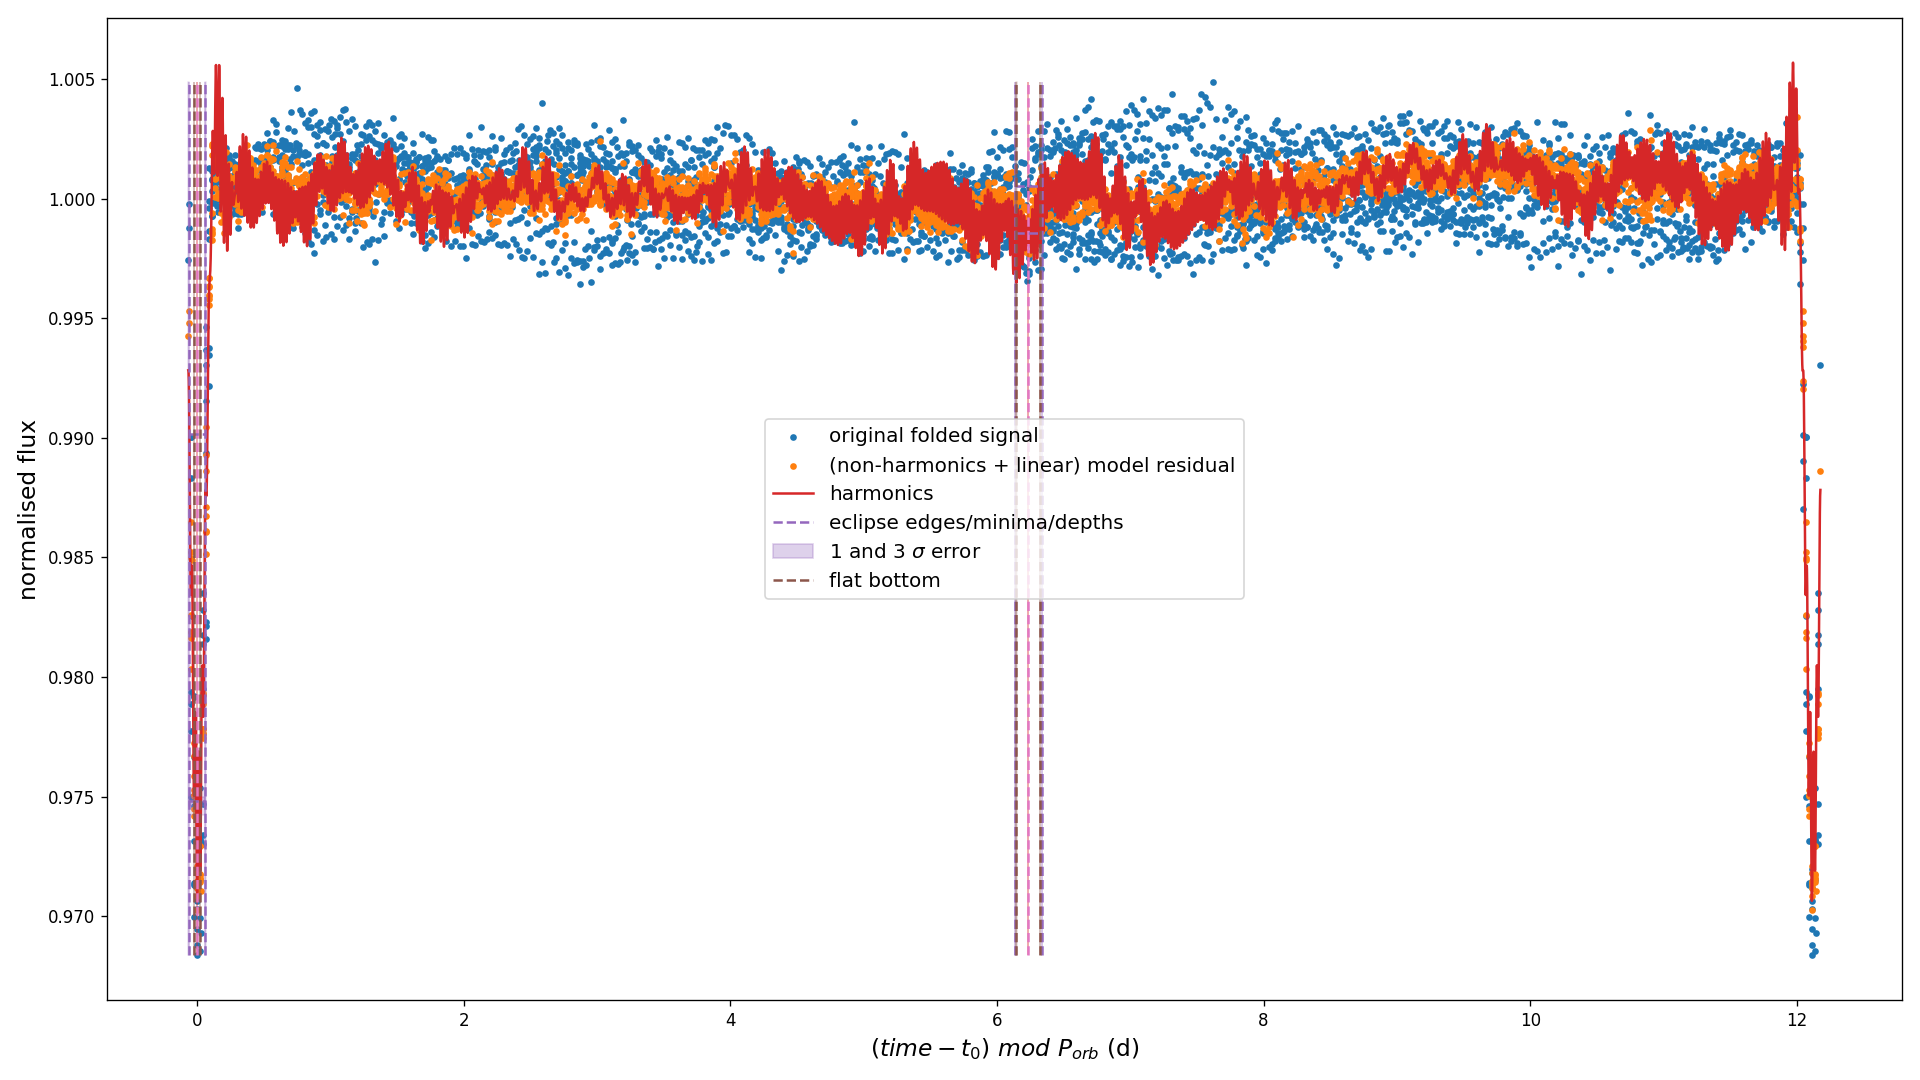 1.005
1.000
0.995
0.990
0.985
0.980
0.975
0.970
normalised flux
original folded signal
(non-harmonics + linear) model residual
harmonics
eclipse edges/minima/depths
1 and 3 σ error
flat bottom
0 2 4 6 8 10 12
(time − t₀) mod Pₒᵣb (d)